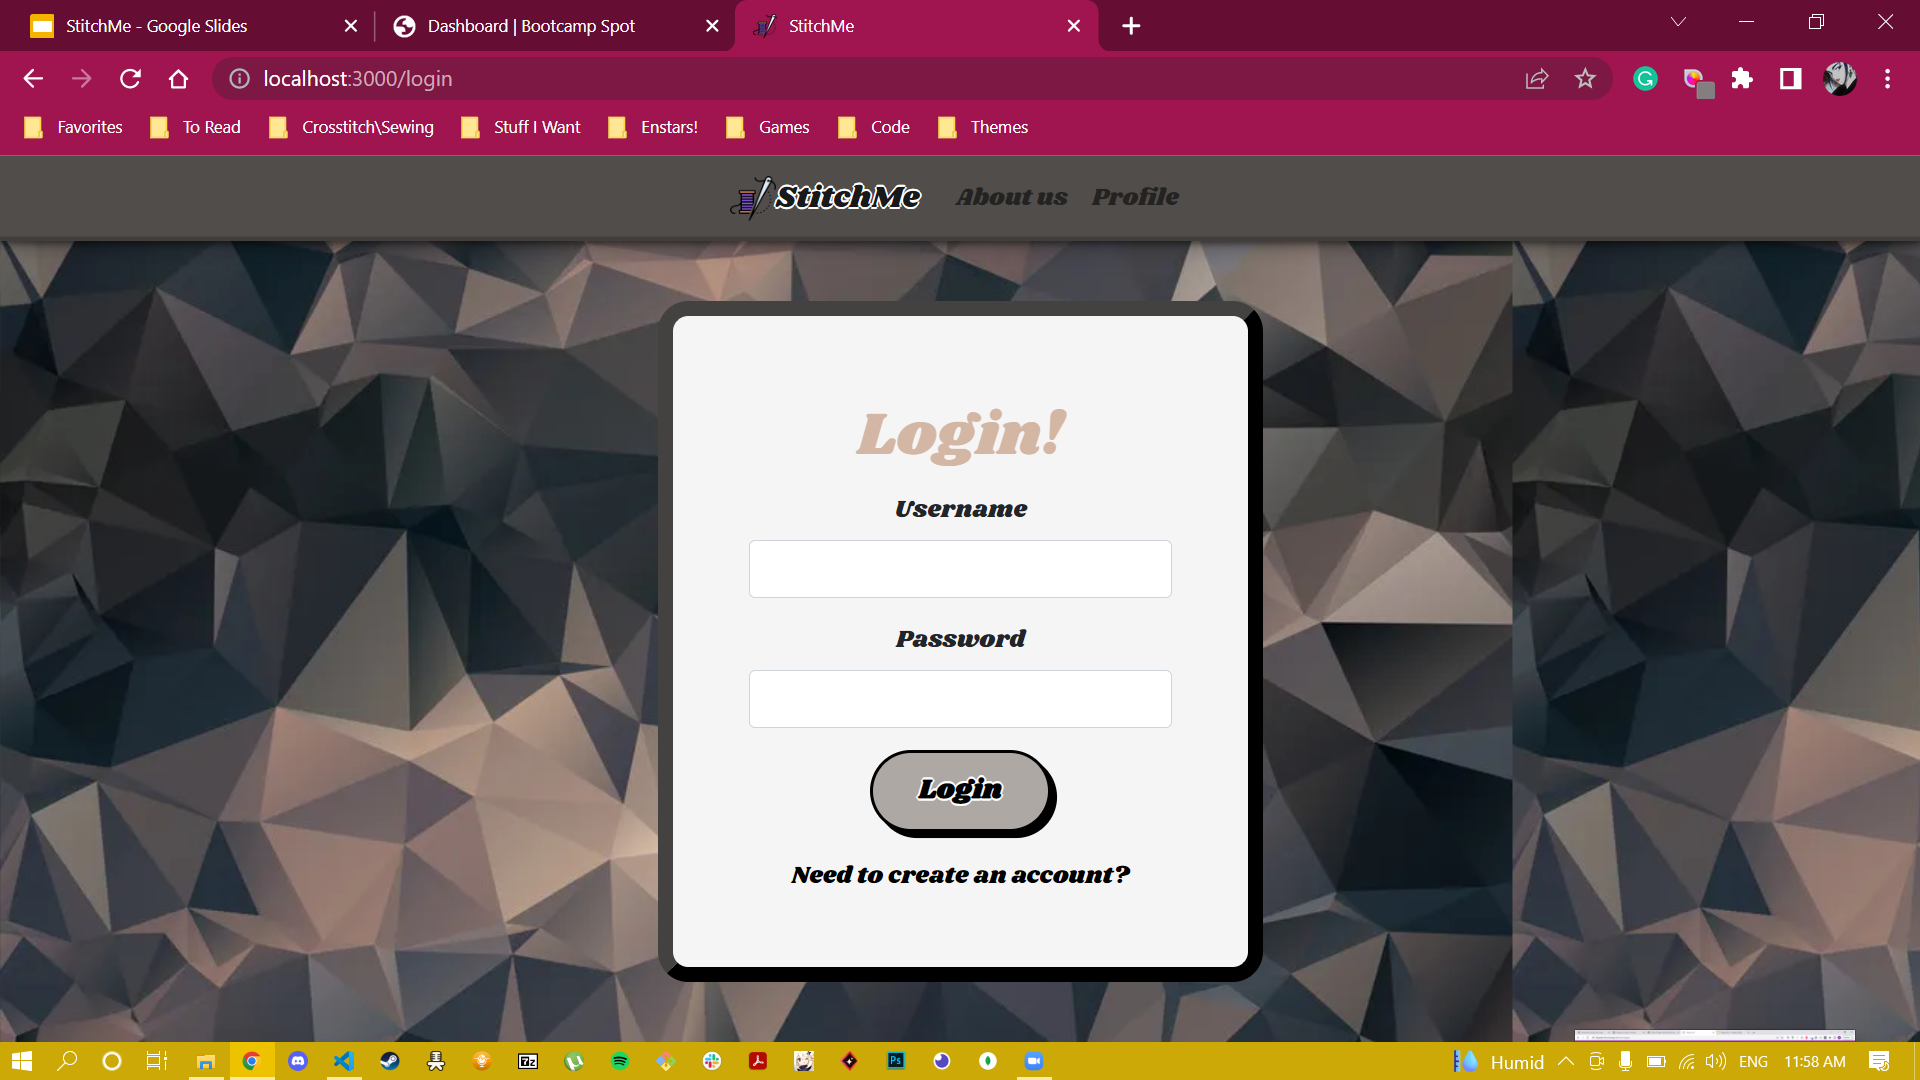 StitchMe - Google Slides
Dashboard | Bootcamp Spot
StitchMe
localhost:3000/login
Favorites
To Read
Crosstitch\Sewing
Stuff I Want
Enstars!
Games
Code
Themes
StitchMe
About us
Profile
Login!
Username
Password
Login
Need to create an account?
7z
Ps
Humid
ENG
11:58 AM